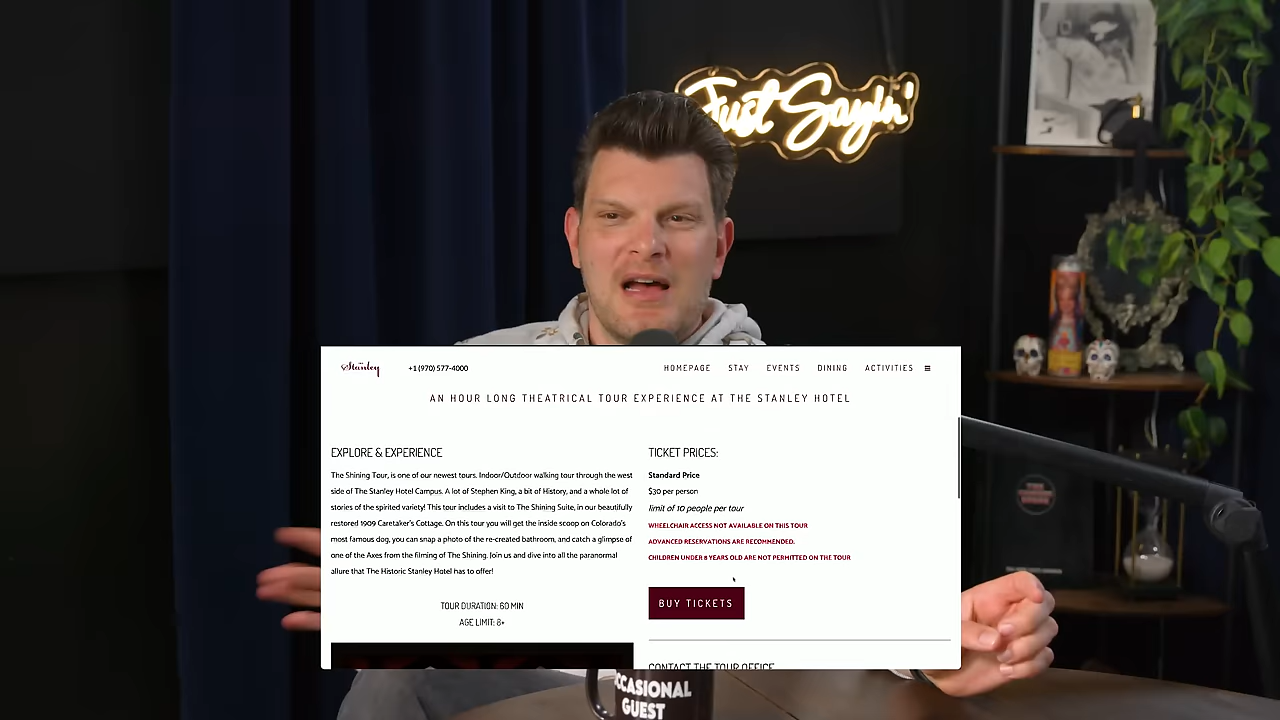 Just Sayin'
Stanley
+1 (970) 577-4000
HOMEPAGE STAY EVENTS DINING ACTIVITIES
AN HOUR LONG THEATRICAL TOUR EXPERIENCE AT THE STANLEY HOTEL
EXPLORE & EXPERIENCE
The Shining Tour, is one of our newest tours. Indoor/Outdoor walking tour through the west
side of The Stanley Hotel Campus. A lot of Stephen King, a bit of History, and a whole lot of
stories of the spirited variety! This tour includes a visit to The Shining Suite, in our beautifully
restored 1909 Caretaker's Cottage. On this tour you will get the inside scoop on Colorado's
most famous dog, you can snap a photo of the re-created bathroom, and catch a glimpse of
one of the Axes from the filming of The Shining. Join us and dive into all the paranormal
allure that The Historic Stanley Hotel has to offer!
TOUR DURATION: 60 MIN
AGE LIMIT: 8+
TICKET PRICES:
Standard Price
$30 per person
limit of 10 people per tour
WHEELCHAIR ACCESS NOT AVAILABLE ON THIS TOUR
ADVANCED RESERVATIONS ARE RECOMMENDED.
CHILDREN UNDER 8 YEARS OLD ARE NOT PERMITTED ON THE TOUR
BUY TICKETS
CONTACT THE TOUR OFFICE
OCCASIONAL
GUEST